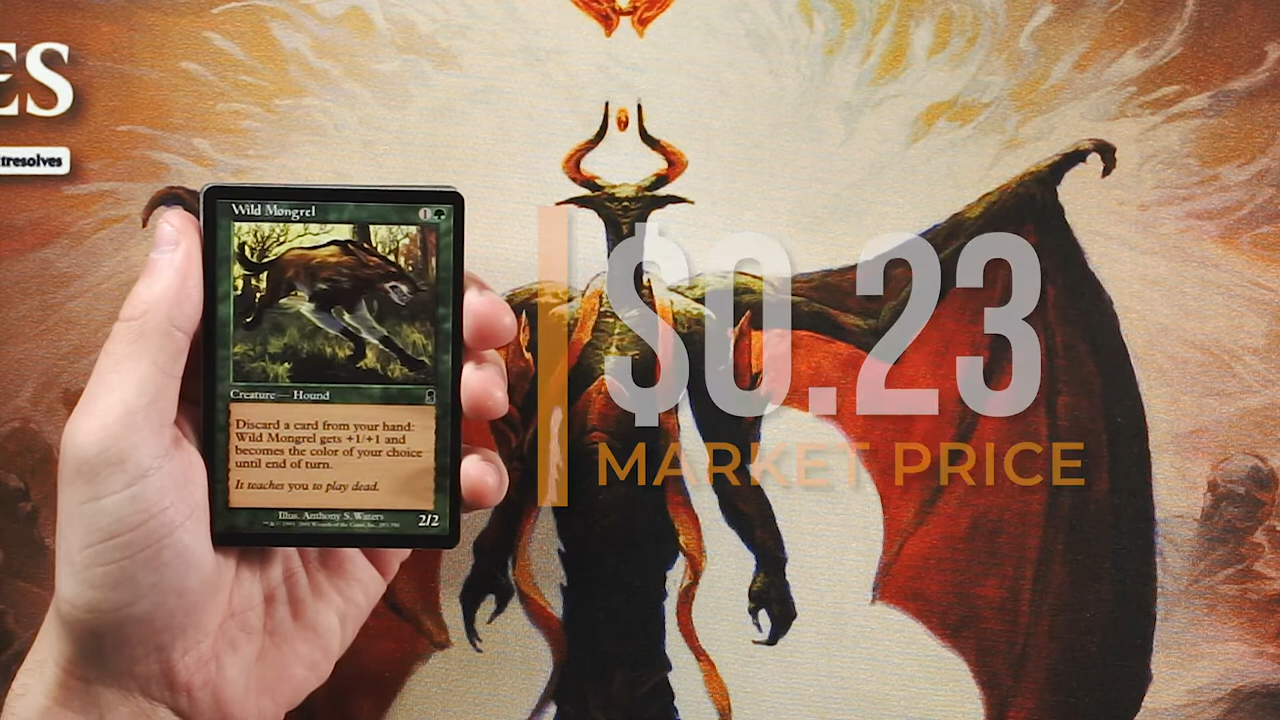 ES
tresolves
Wild Mongrel
1
Creature — Hound
Discard a card from your hand:
Wild Mongrel gets +1/+1 and
becomes the color of your choice
until end of turn.
It teaches you to play dead.
Illus. Anthony S. Waters
2/2
$0.23
MARKET PRICE